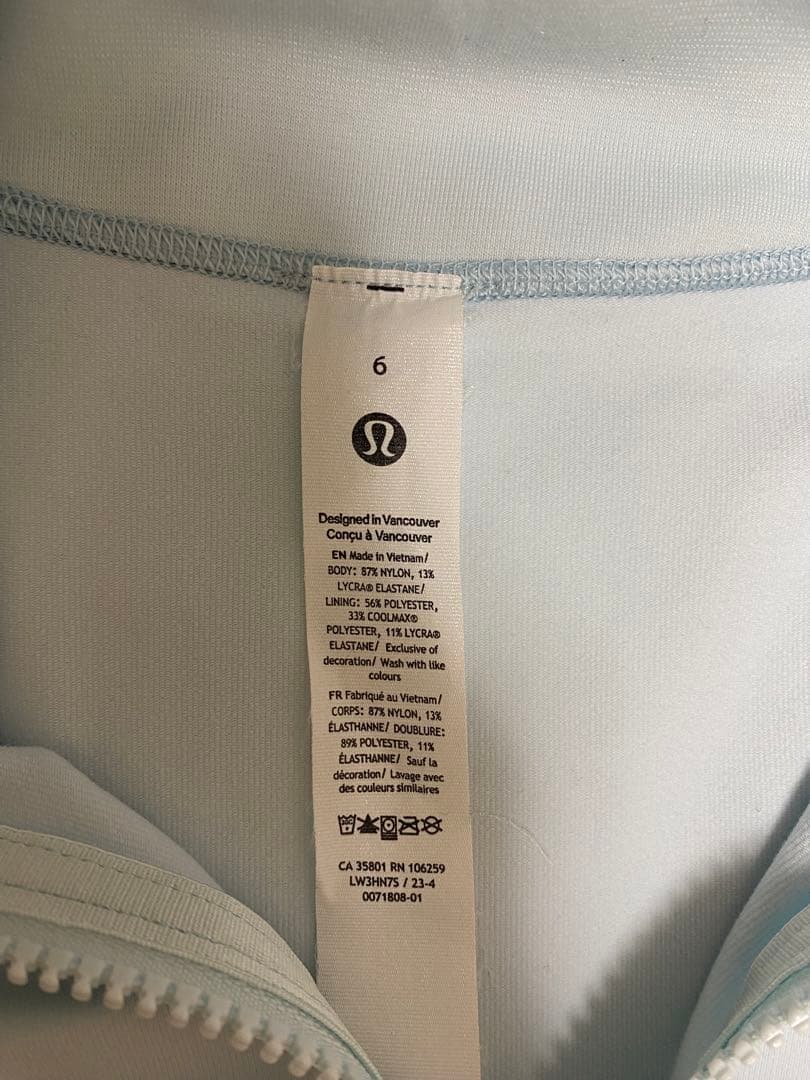 6
Designed in Vancouver
Conçu à Vancouver
EN Made in Vietnam/
BODY: 87% NYLON, 13%
LYCRA® ELASTANE/
LINING: 56% POLYESTER,
33% COOLMAX®
POLYESTER, 11% LYCRA®
ELASTANE/ Exclusive of
decoration/ Wash with like
colours
FR Fabriqué au Vietnam/
CORPS: 87% NYLON, 13%
ÉLASTHANNE/ DOUBLURE:
89% POLYESTER, 11%
ÉLASTHANNE/ Sauf la
décoration/ Lavage avec
des couleurs similaires
CA 35801 RN 106259
LW3HN7S / 23-4
0071808-01